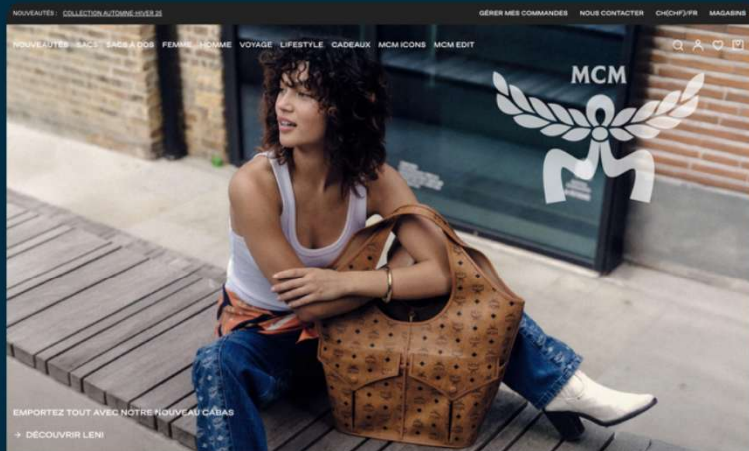 NOUVEAUTÉS : COLLECTION AUTOMNE-HIVER 25
GÉRER MES COMMANDES NOUS CONTACTER CH(CHF)/FR MAGASINS
NOUVEAUTÉS SACS SACS À DOS FEMME HOMME VOYAGE LIFESTYLE CADEAUX MCM ICONS MCM EDIT
MCM
EMPORTEZ TOUT AVEC NOTRE NOUVEAU CABAS
→ DÉCOUVRIR LENI